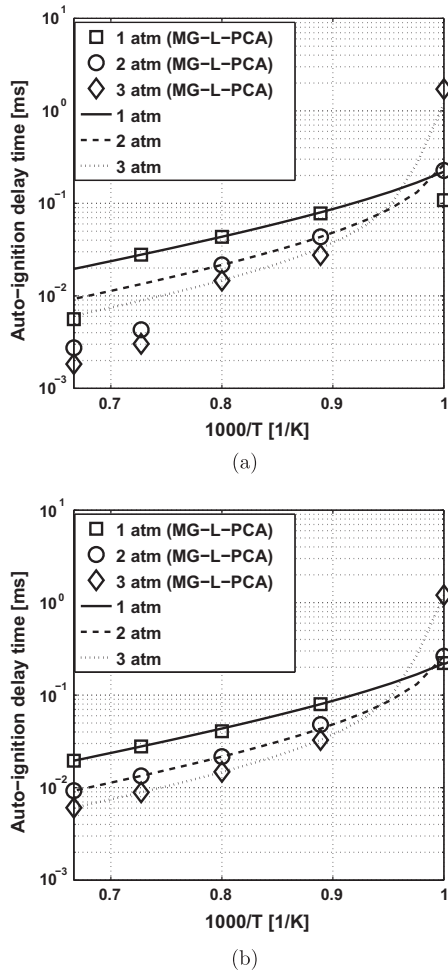 10¹
10⁰
10⁻¹
10⁻²
10⁻³
Auto−ignition delay time [ms]
1 atm (MG−L−PCA)
2 atm (MG−L−PCA)
3 atm (MG−L−PCA)
1 atm
2 atm
3 atm
0.7 0.8 0.9 1
1000/T [1/K]
(a)
10¹
10⁰
10⁻¹
10⁻²
10⁻³
Auto−ignition delay time [ms]
1 atm (MG−L−PCA)
2 atm (MG−L−PCA)
3 atm (MG−L−PCA)
1 atm
2 atm
3 atm
0.7 0.8 0.9 1
1000/T [1/K]
(b)